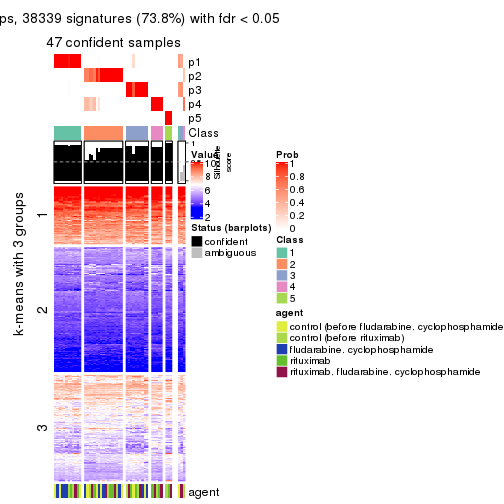 ps, 38339 signatures (73.8%) with fdr < 0.05
47 confident samples
p1
p2
p3
p4
p5
Class
1
Silhouette
score
Value
10
8
6
4
2
Status (barplots)
confident
ambiguous
Prob
1
0.8
0.6
0.4
0.2
0
Class
1
2
3
4
5
agent
control (before fludarabine, cyclophosphamide
control (before rituximab)
fludarabine, cyclophosphamide
rituximab
rituximab, fludarabine, cyclophosphamide
k-means with 3 groups
1
2
3
agent